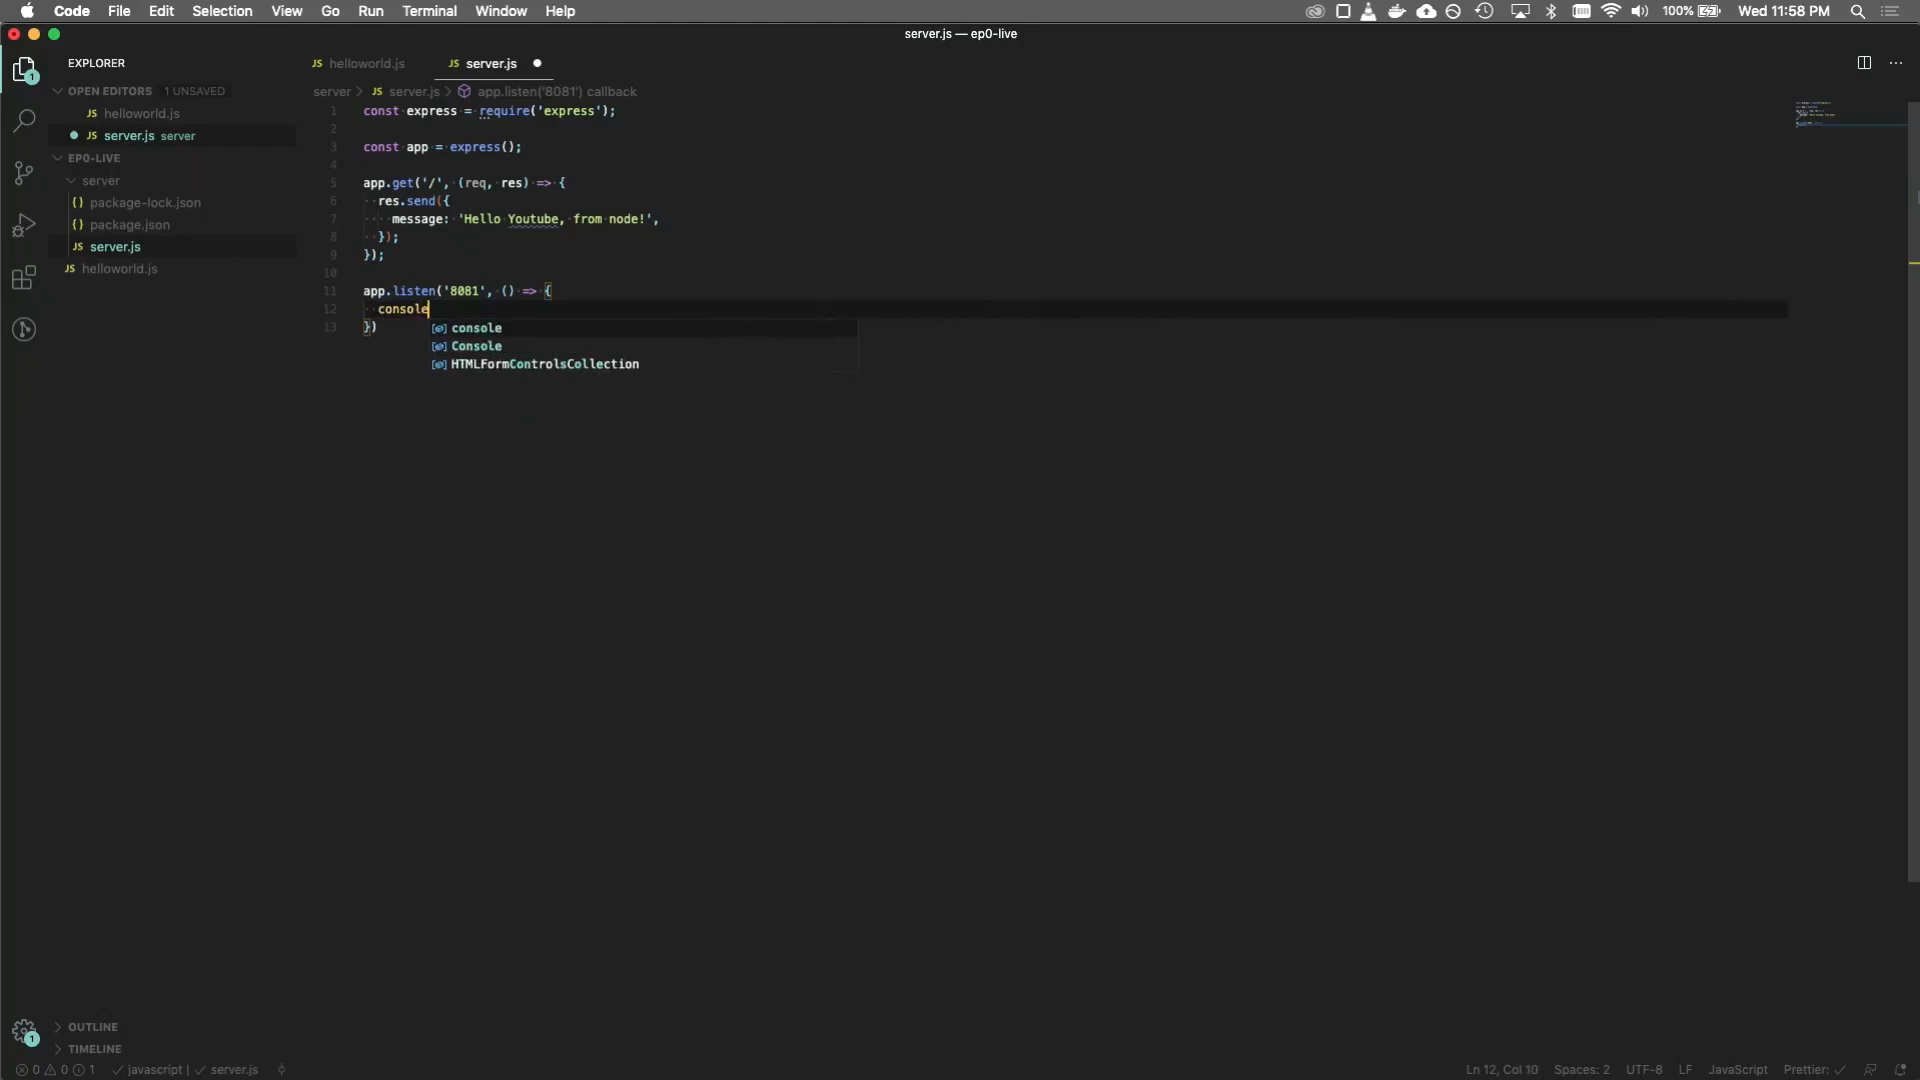 Code File Edit Selection View Go Run Terminal Window Help 100% Wed 11:58 PM
server.js — ep0-live
EXPLORER
OPEN EDITORS 1 UNSAVED
JS helloworld.js
JS server.js server
EP0-LIVE
server
{} package-lock.json
{} package.json
JS server.js
JS helloworld.js
OUTLINE
TIMELINE
JS helloworld.js JS server.js
server > JS server.js > app.listen('8081') callback
1 const express = require('express');
2
3 const app = express();
4
5 app.get('/', (req, res) => {
6 res.send({
7 message: 'Hello Youtube, from node!',
8 });
9 });
10
11 app.listen('8081', () => {
12 console
13 })
console
Console
HTMLFormControlsCollection
1
1
0 0 1 javascript | server.js Ln 12, Col 10 Spaces: 2 UTF-8 LF JavaScript Prettier: